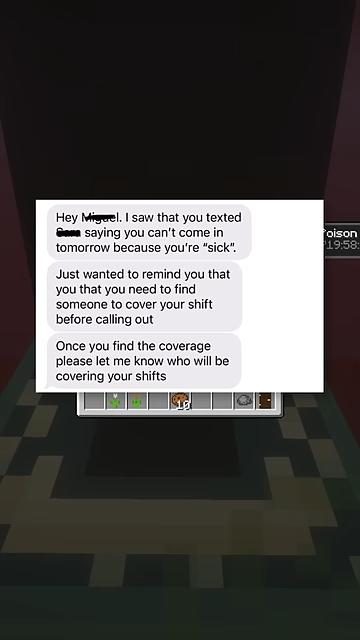 Hey Miguel. I saw that you texted
saying you can’t come in
tomorrow because you’re “sick”.
Just wanted to remind you that
you that you need to find
someone to cover your shift
before calling out
Once you find the coverage
please let me know who will be
covering your shifts
oison
19:58:
10